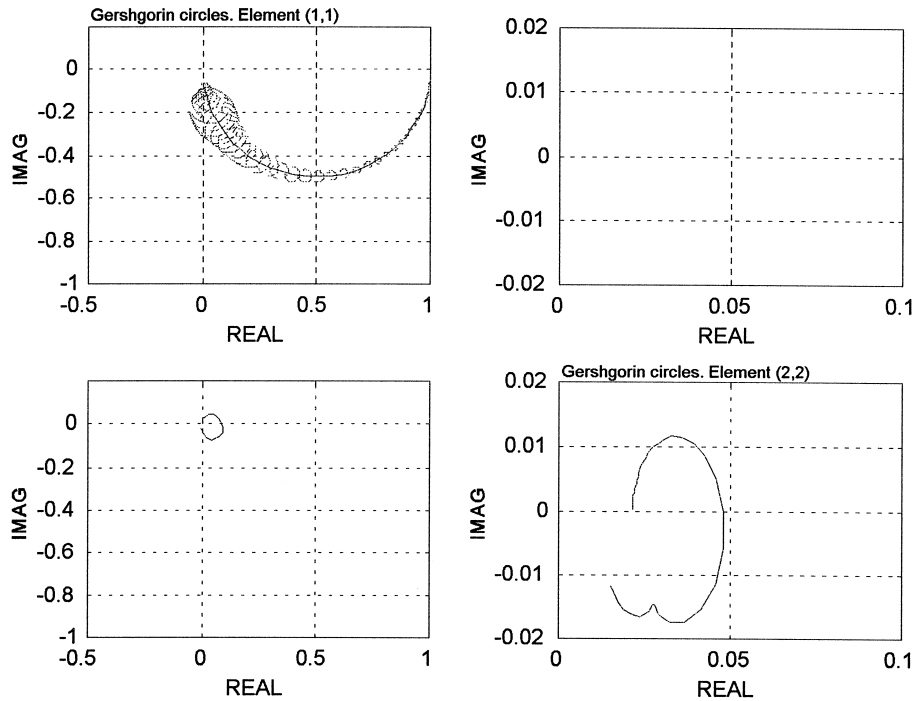 Gershgorin circles. Element (1,1)
0
-0.2
-0.4
-0.6
-0.8
-1
IMAG
-0.5 0 0.5 1
REAL
0.02
0.01
0
-0.01
-0.02
IMAG
0 0.05 0.1
REAL
0
-0.2
-0.4
-0.6
-0.8
-1
IMAG
-0.5 0 0.5 1
REAL
Gershgorin circles. Element (2,2)
0.02
0.01
0
-0.01
-0.02
IMAG
0 0.05 0.1
REAL